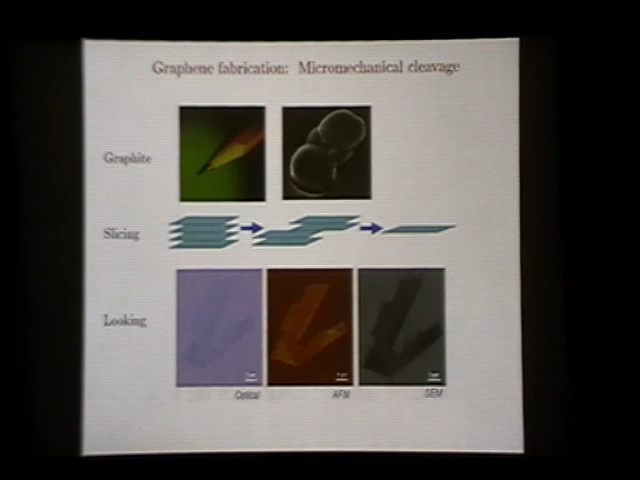 Graphene fabrication: Micromechanical cleavage
Graphite
Slicing
Looking
Optical
AFM
SEM